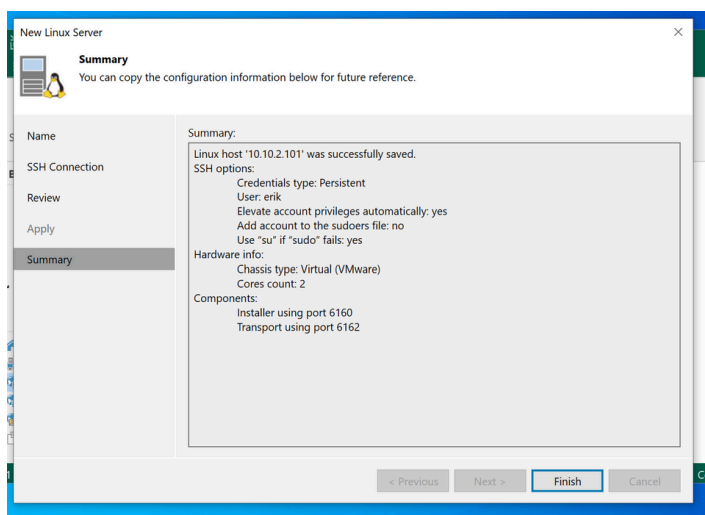 New Linux Server
Summary
You can copy the configuration information below for future reference.
Name
SSH Connection
Review
Apply
Summary
Summary:
Linux host '10.10.2.101' was successfully saved.
SSH options:
Credentials type: Persistent
User: erik
Elevate account privileges automatically: yes
Add account to the sudoers file: no
Use "su" if "sudo" fails: yes
Hardware info:
Chassis type: Virtual (VMware)
Cores count: 2
Components:
Installer using port 6160
Transport using port 6162
< Previous
Next >
Finish
Cancel